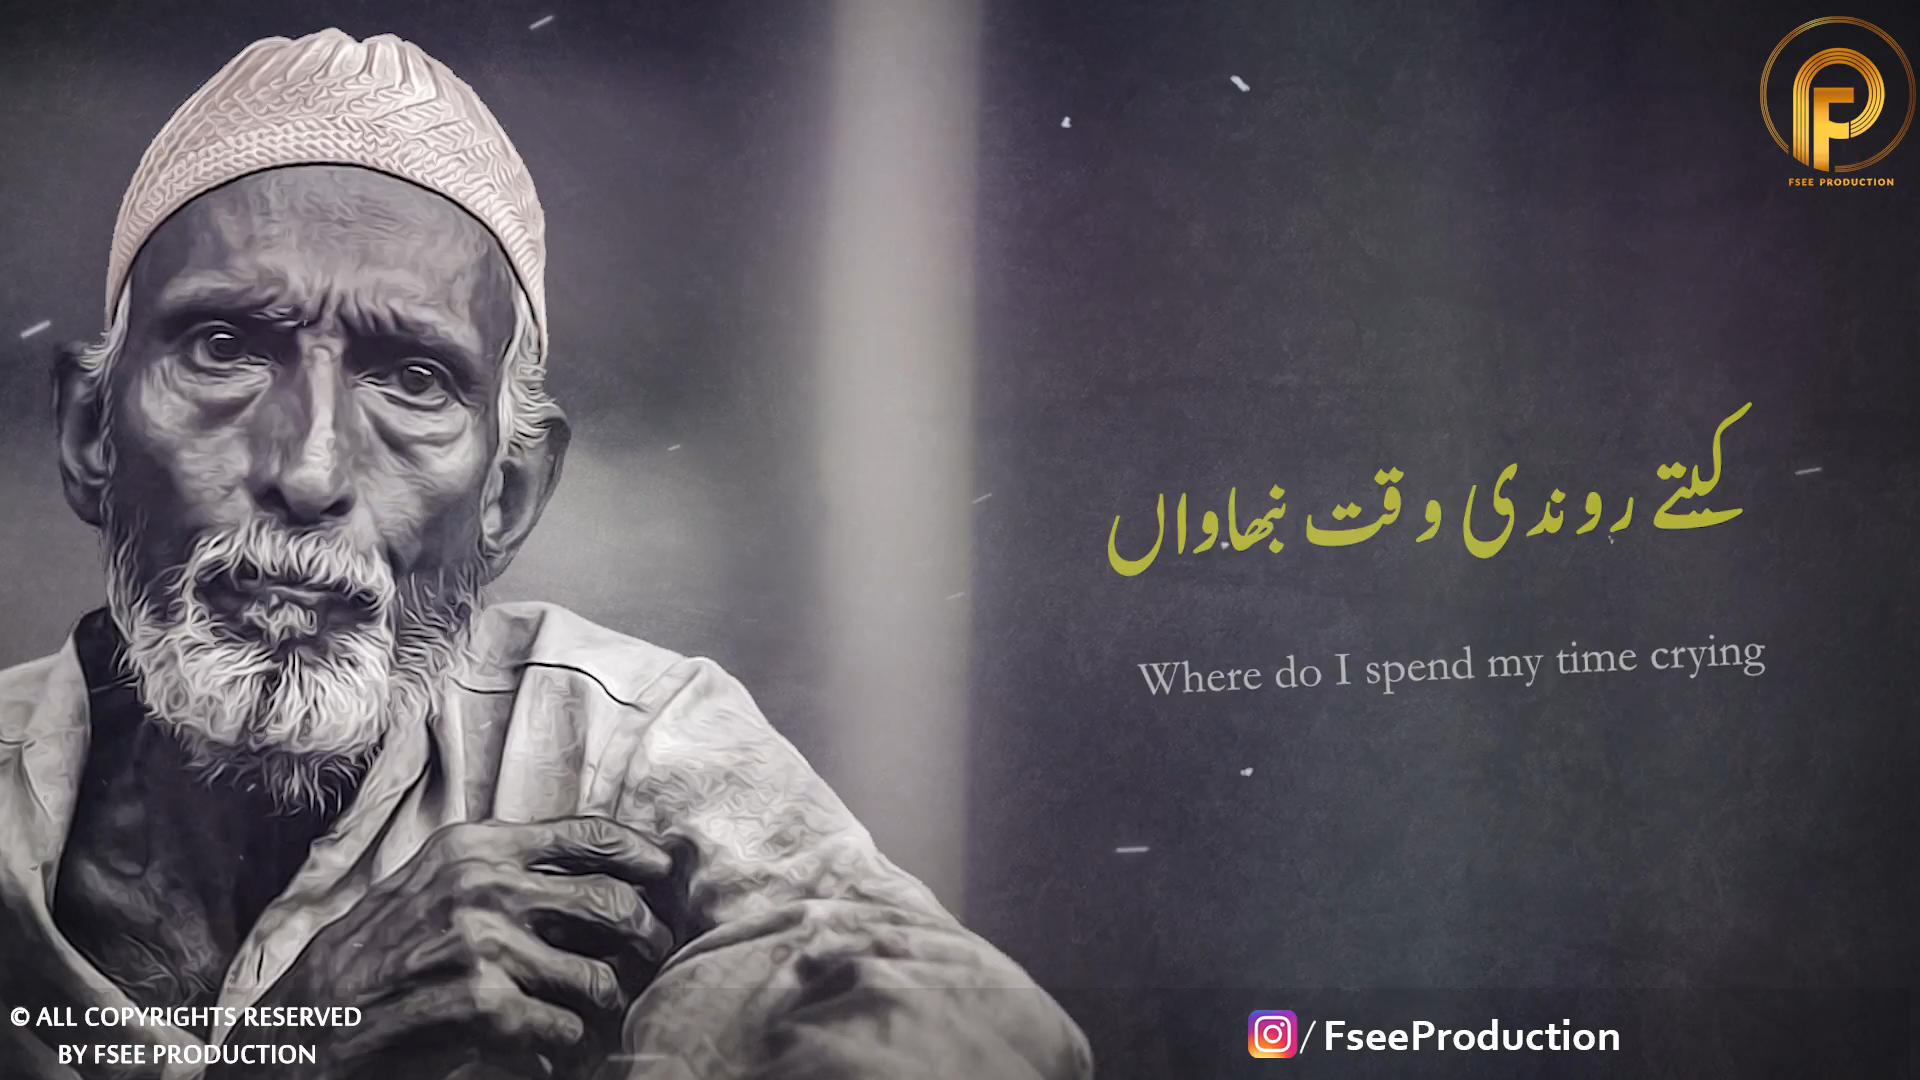 FSEE PRODUCTION
کیتے روندی وقت نبھاواں
Where do I spend my time crying
© ALL COPYRIGHTS RESERVED
BY FSEE PRODUCTION
/ FseeProduction